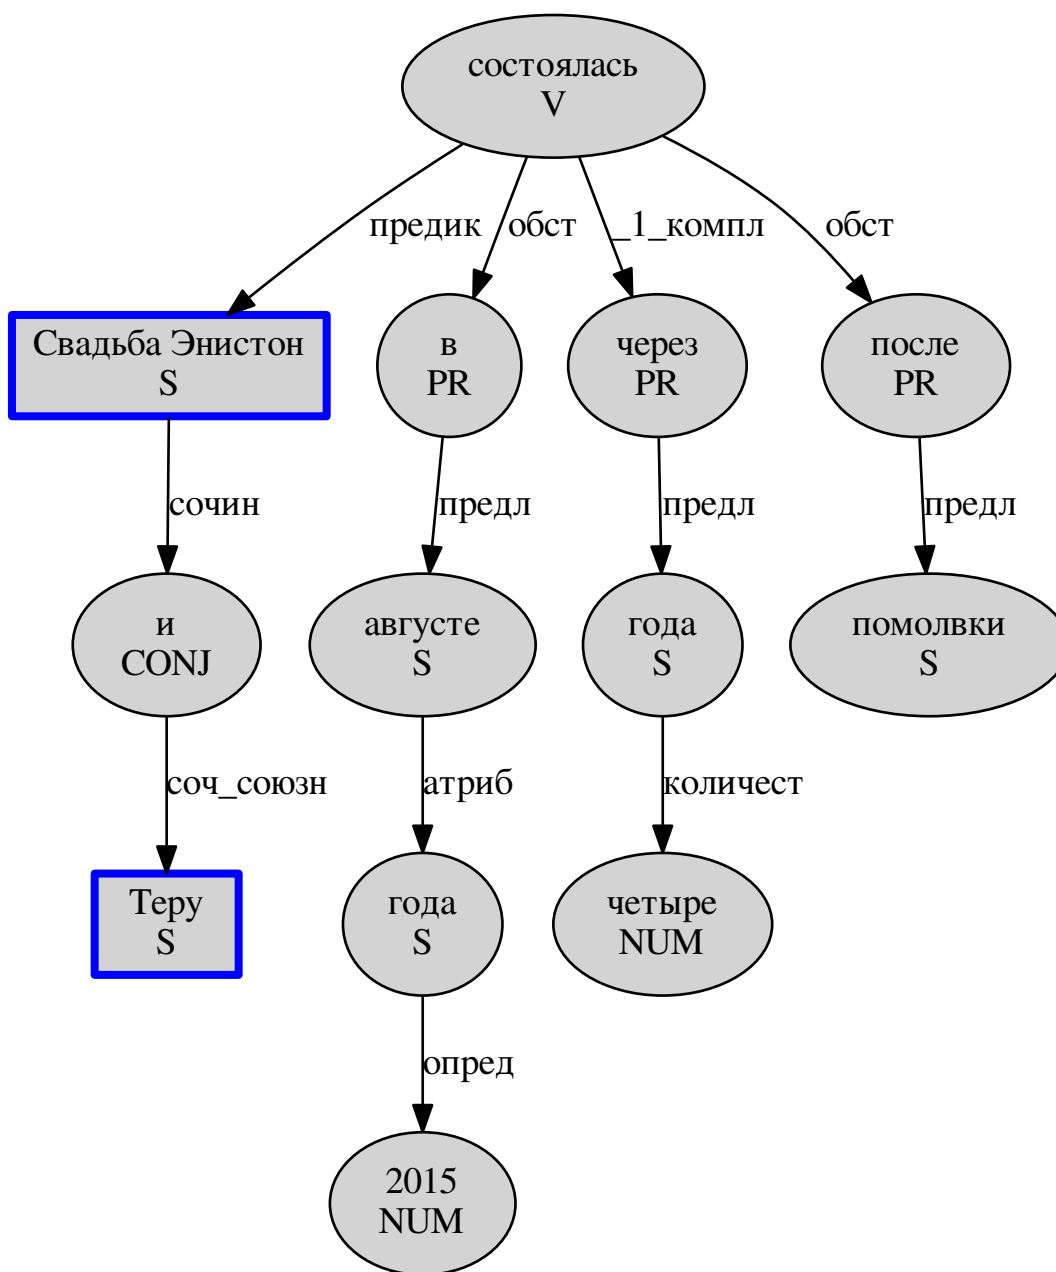 состоялась
V
предик
обст
_1_компл
обст
Свадьба Энистон
S
в
PR
через
PR
после
PR
сочин
предл
предл
предл
и
CONJ
августе
S
года
S
помолвки
S
соч_союзн
атриб
количест
Теру
S
года
S
четыре
NUM
опред
2015
NUM